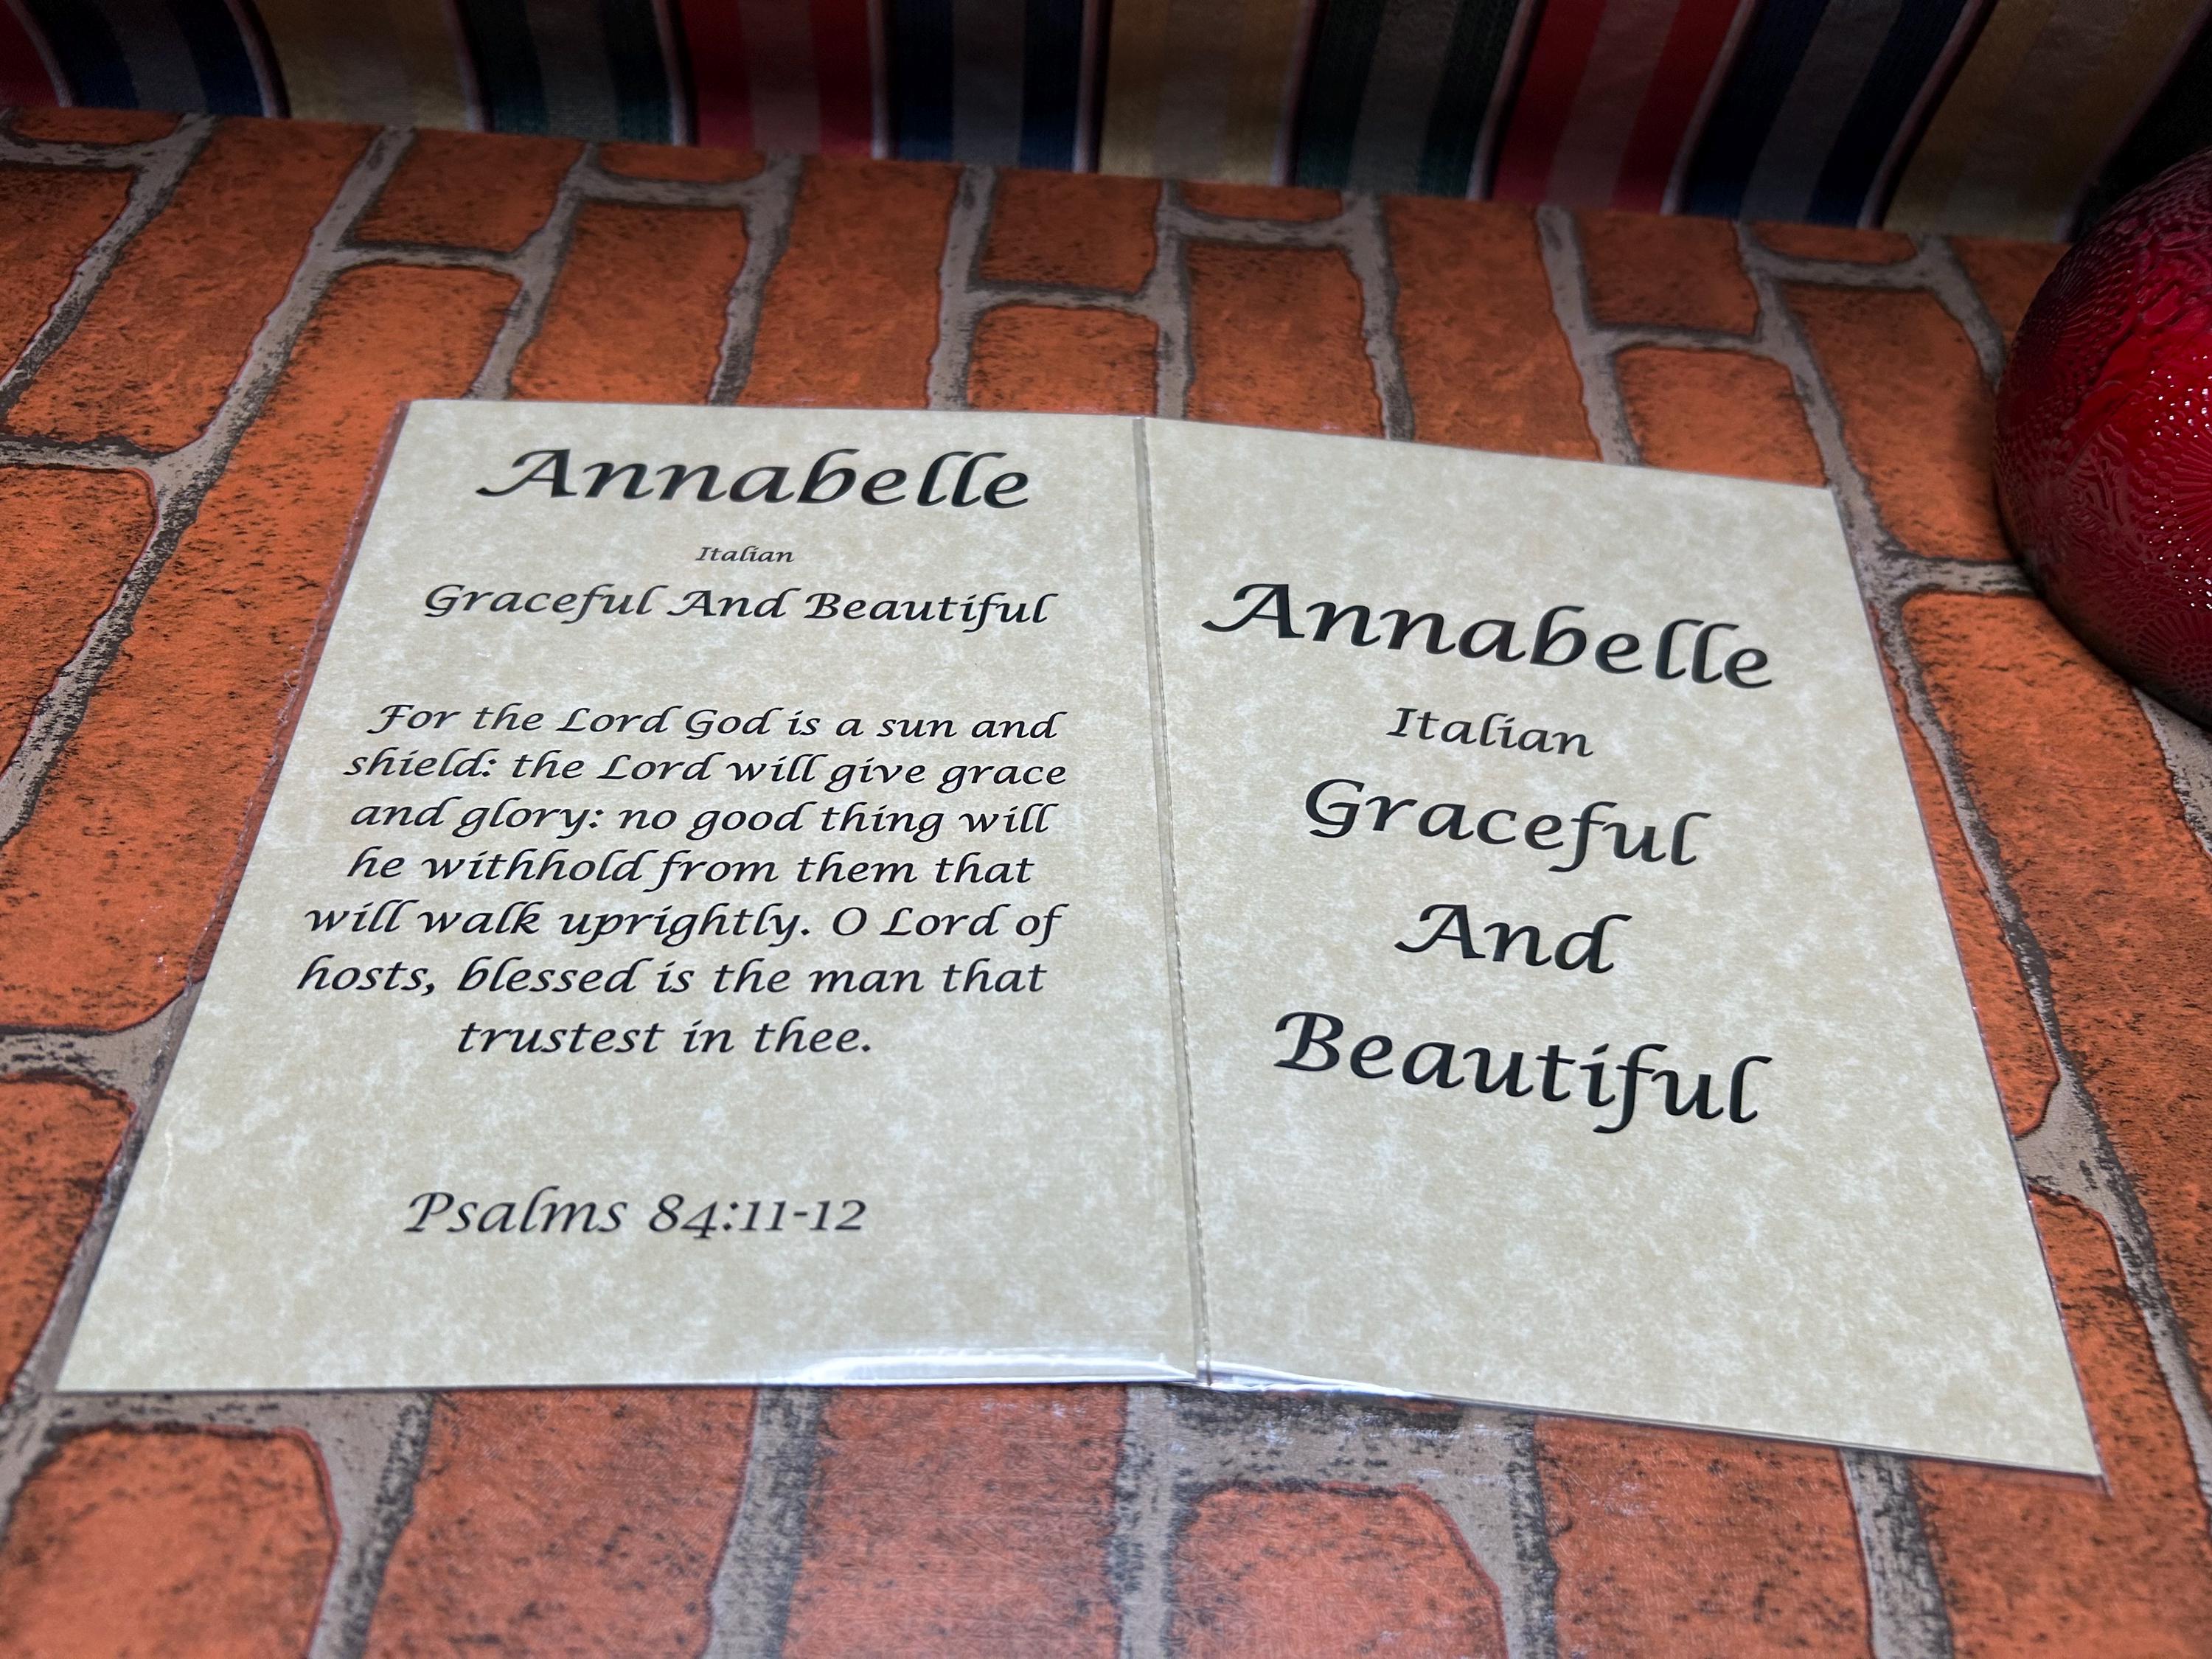 Annabelle
Italian
Graceful And Beautiful
For the Lord God is a sun and
shield: the Lord will give grace
and glory: no good thing will
he withhold from them that
will walk uprightly. O Lord of
hosts, blessed is the man that
trustest in thee.
Psalms 84:11-12
Annabelle
Italian
Graceful
And
Beautiful